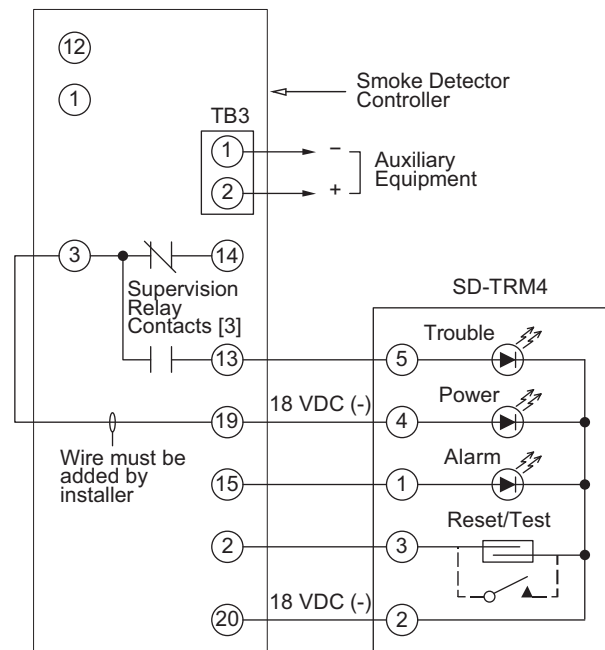 12
1
Smoke Detector
Controller
TB3
1
−
2
+
Auxiliary
Equipment
3
14
Supervision
Relay
Contacts [3]
13
SD-TRM4
5
Trouble
19
18 VDC (-)
4
Power
Wire must be
added by
installer
15
1
Alarm
2
3
Reset/Test
20
18 VDC (-)
2